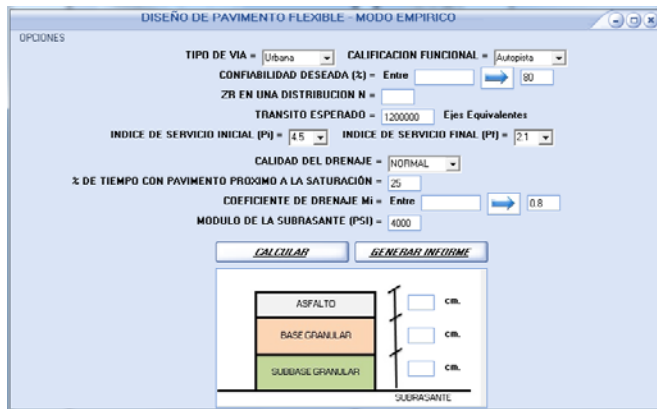 DISEÑO DE PAVIMENTO FLEXIBLE - MODO EMPIRICO
OPCIONES
TIPO DE VIA = Urbana CALIFICACION FUNCIONAL = Autopista
CONFIABILIDAD DESEADA (%) = Entre 80
ZR EN UNA DISTRIBUCION N =
TRANSITO ESPERADO = 1200000 Ejes Equivalentes
INDICE DE SERVICIO INICIAL (Pi) = 4.5 INDICE DE SERVICIO FINAL (Pf) = 2.1
CALIDAD DEL DRENAJE = NORMAL
% DE TIEMPO CON PAVIMENTO PROXIMO A LA SATURACIÓN = 25
COEFICIENTE DE DRENAJE Mi = Entre 0.8
MODULO DE LA SUBRASANTE (PSI) = 4000
CALCULAR GENERAR INFORME
ASFALTO cm.
BASE GRANULAR cm.
SUBBASE GRANULAR cm.
SUBRASANTE